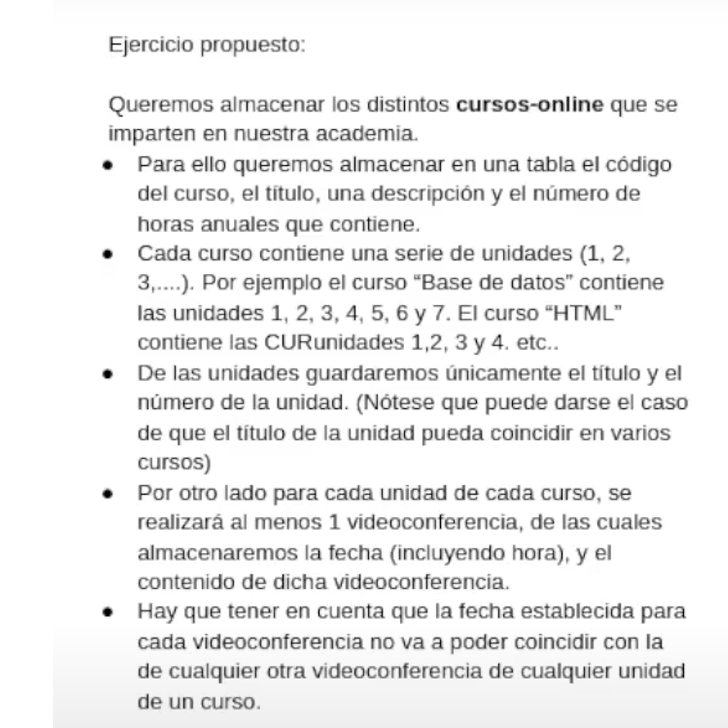 Ejercicio propuesto:
Queremos almacenar los distintos cursos-online que se
imparten en nuestra academia.
● Para ello queremos almacenar en una tabla el código
del curso, el título, una descripción y el número de
horas anuales que contiene.
● Cada curso contiene una serie de unidades (1, 2,
3,....). Por ejemplo el curso “Base de datos” contiene
las unidades 1, 2, 3, 4, 5, 6 y 7. El curso “HTML”
contiene las CURunidades 1,2, 3 y 4. etc..
● De las unidades guardaremos únicamente el título y el
número de la unidad. (Nótese que puede darse el caso
de que el título de la unidad pueda coincidir en varios
cursos)
● Por otro lado para cada unidad de cada curso, se
realizará al menos 1 videoconferencia, de las cuales
almacenaremos la fecha (incluyendo hora), y el
contenido de dicha videoconferencia.
● Hay que tener en cuenta que la fecha establecida para
cada videoconferencia no va a poder coincidir con la
de cualquier otra videoconferencia de cualquier unidad
de un curso.